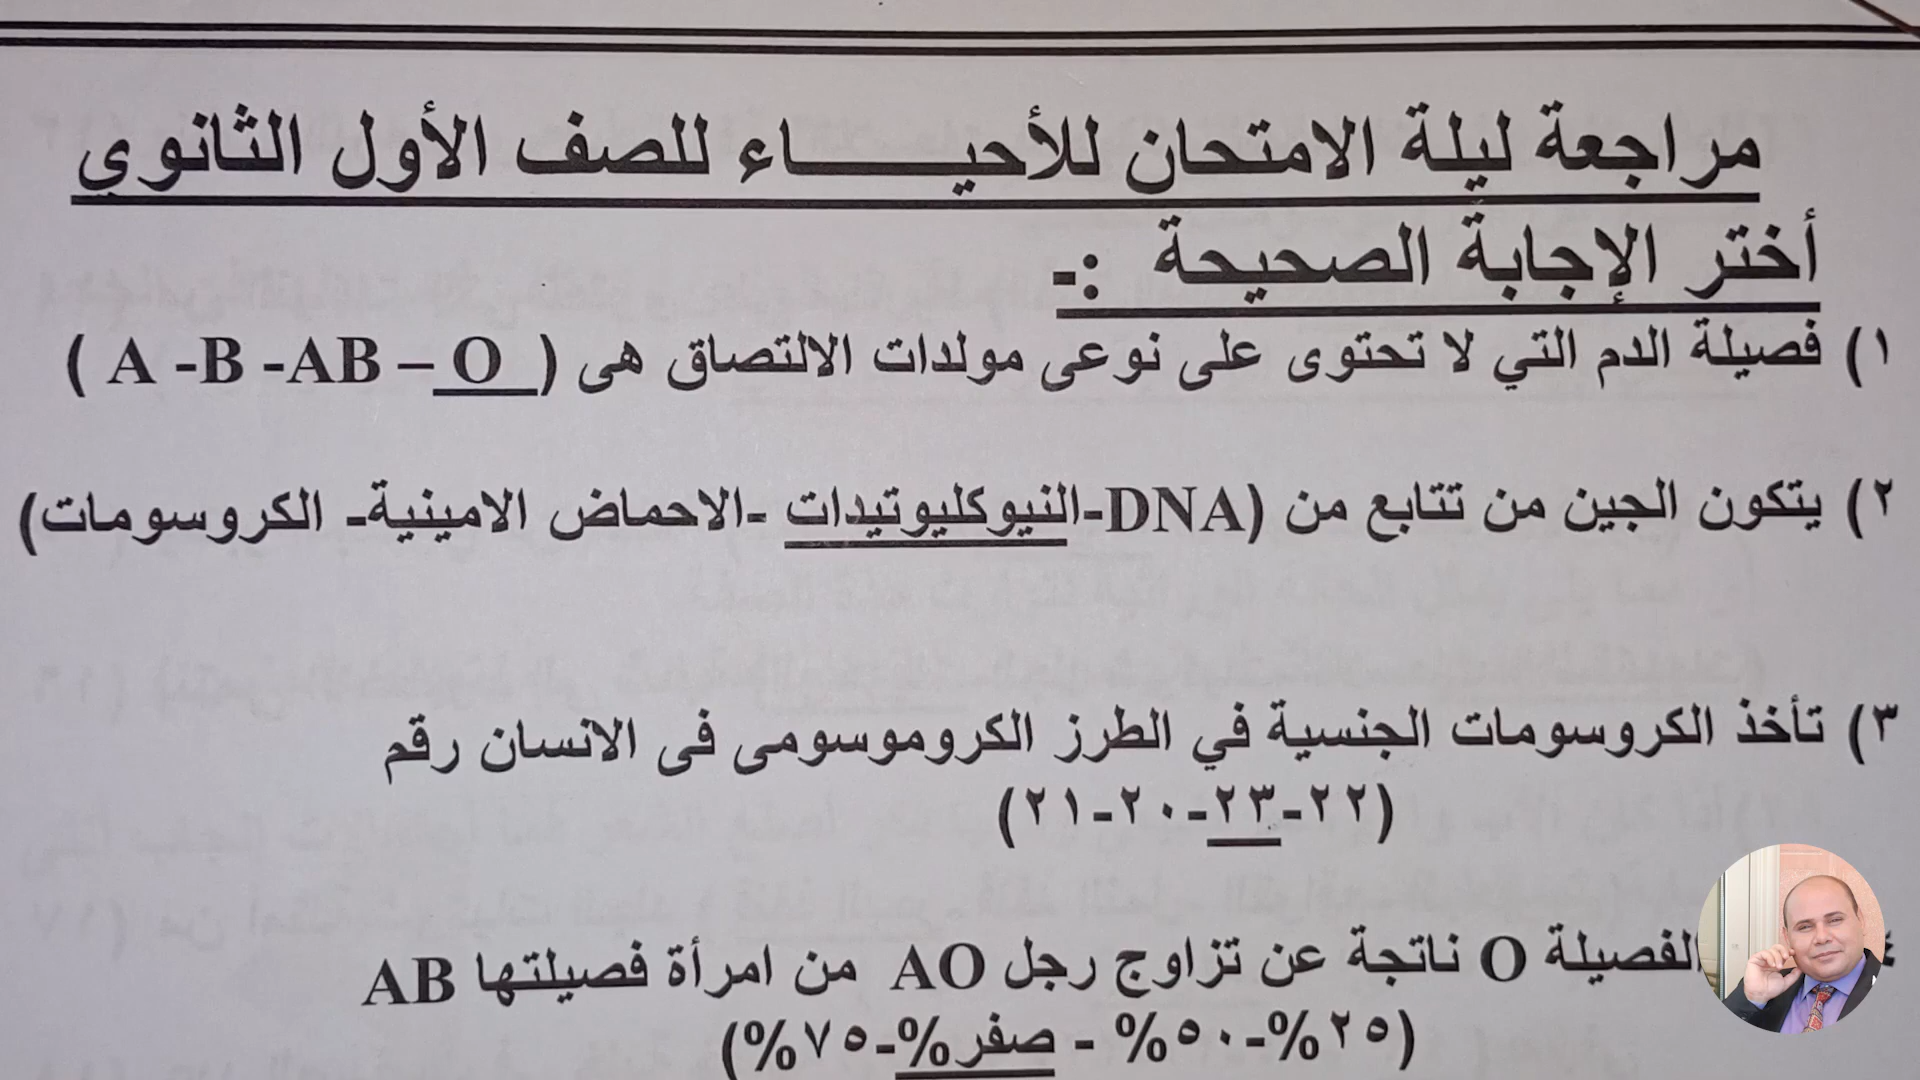 مراجعة ليلة الامتحان للأحيـــــــاء للصف الأول الثانوي
أختر الإجابة الصحيحة :-
١) فصيلة الدم التي لا تحتوى على نوعى مولدات الالتصاق هى ( A -B -AB – O )
٢) يتكون الجين من تتابع من (DNA-النيوكليوتيدات -الاحماض الامينية- الكروسومات)
٣) تأخذ الكروسومات الجنسية في الطرز الكروموسومى فى الانسان رقم
(٢٢-٢٣-٢٠-٢١)
الفصيلة O ناتجة عن تزاوج رجل AO من امرأة فصيلتها AB
(٢٥%-٥٠% - صفر%-٧٥%)